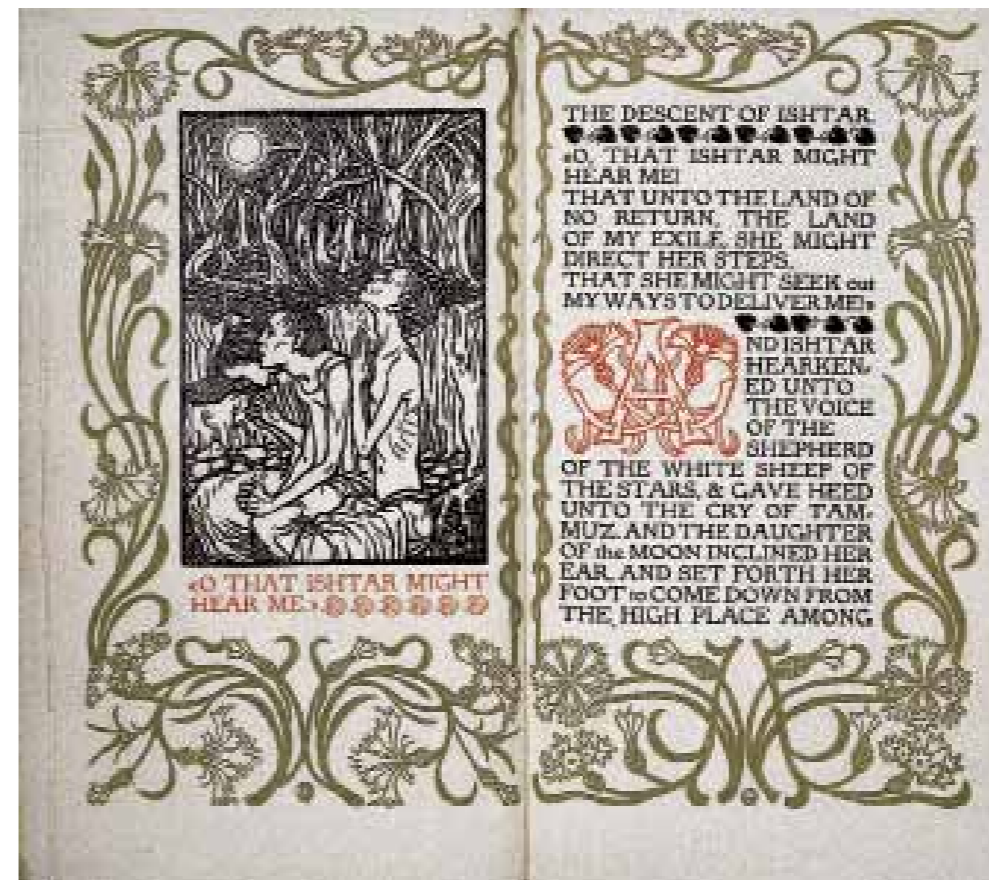 «O THAT ISHTAR MIGHT
HEAR ME.»
THE DESCENT OF ISHTAR.
«O, THAT ISHTAR MIGHT
HEAR ME!
THAT UNTO THE LAND OF
NO RETURN, THE LAND
OF MY EXILE, SHE MIGHT
DIRECT HER STEPS.
THAT SHE MIGHT SEEK out
MY WAYS TO DELIVER ME!»
AND ISHTAR
HEARKEN-
ED UNTO
THE VOICE
OF THE
SHEPHERD
OF THE WHITE SHEEP OF
THE STARS, & GAVE HEED
UNTO THE CRY OF TAM-
MUZ. AND THE DAUGHTER
OF the MOON INCLINED HER
EAR, AND SET FORTH HER
FOOT to COME DOWN FROM
THE HIGH PLACE AMONG